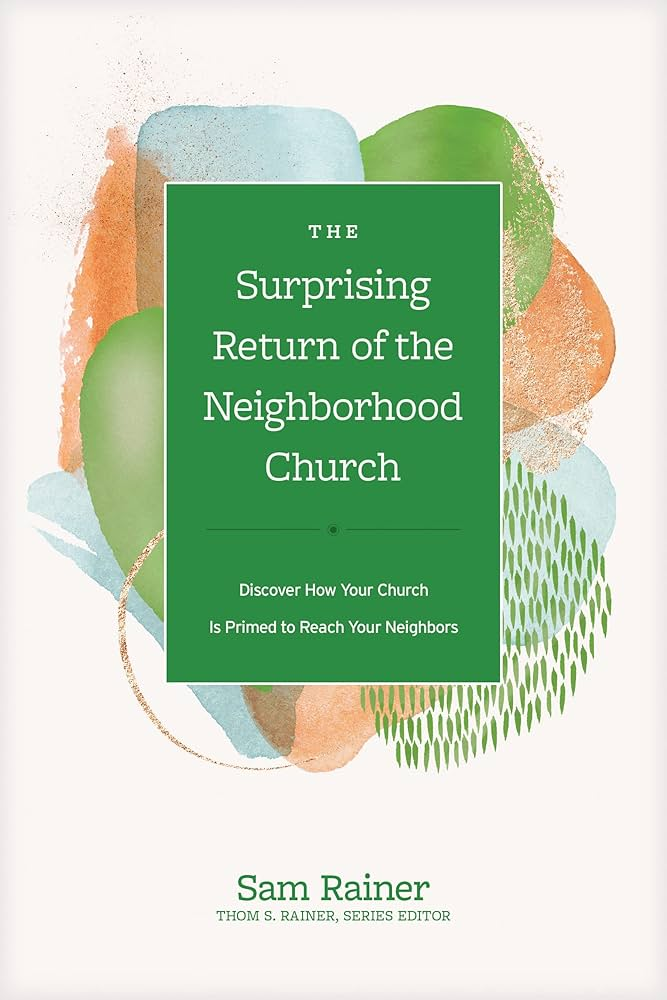 THE
Surprising
Return of the
Neighborhood
Church
Discover How Your Church
Is Primed to Reach Your Neighbors
Sam Rainer
THOM S. RAINER, SERIES EDITOR